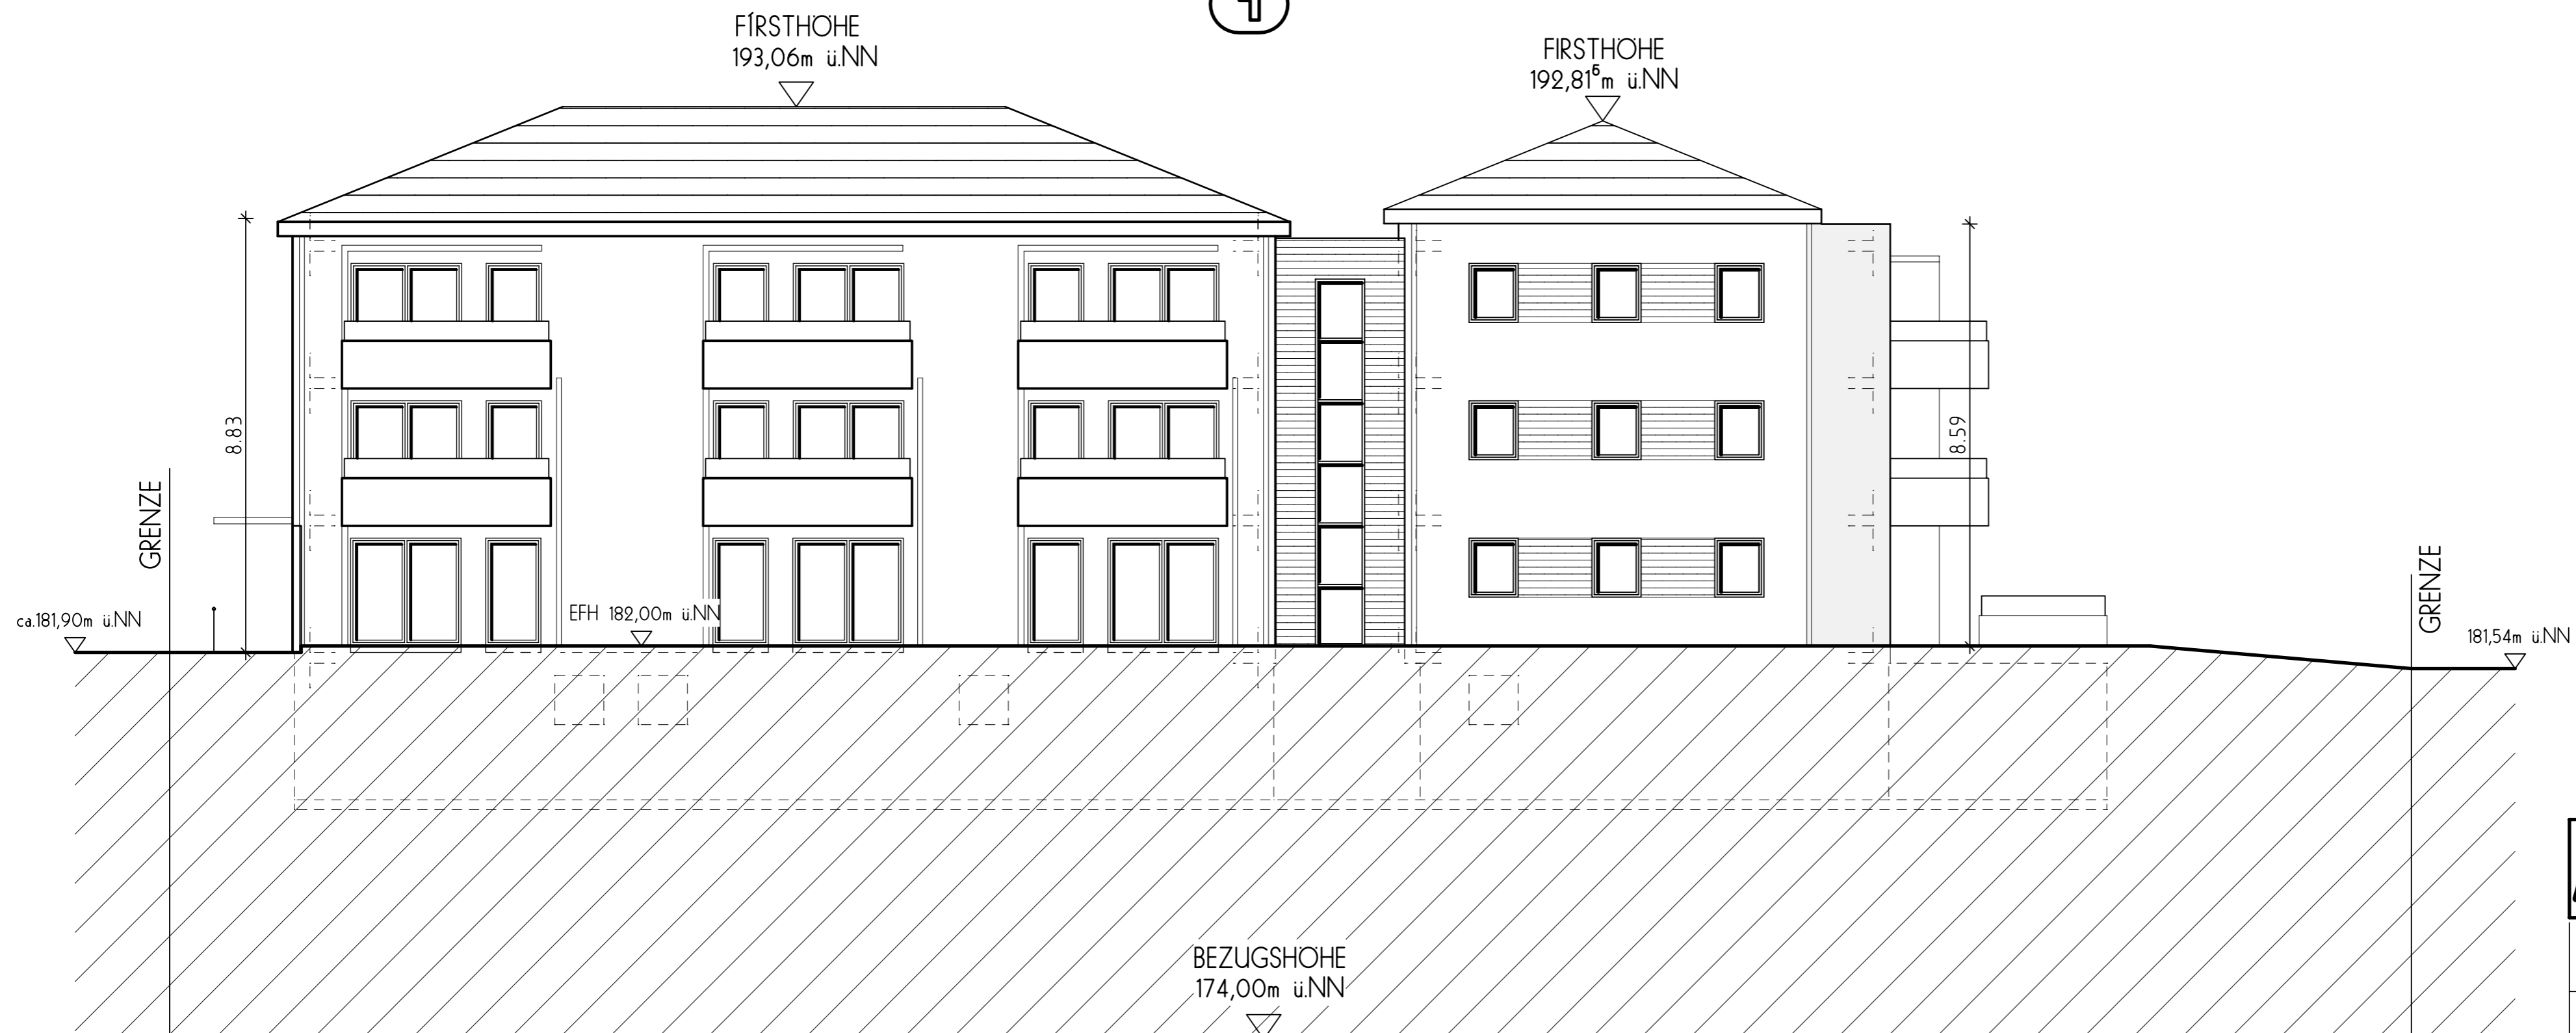 FIRSTHÖHE
193,06m ü.NN
FIRSTHÖHE
192,81⁵m ü.NN
8.83
8.59
GRENZE
GRENZE
ca.181,90m ü.NN
EFH 182,00m ü.NN
181,54m ü.NN
BEZUGSHÖHE
174,00m ü.NN